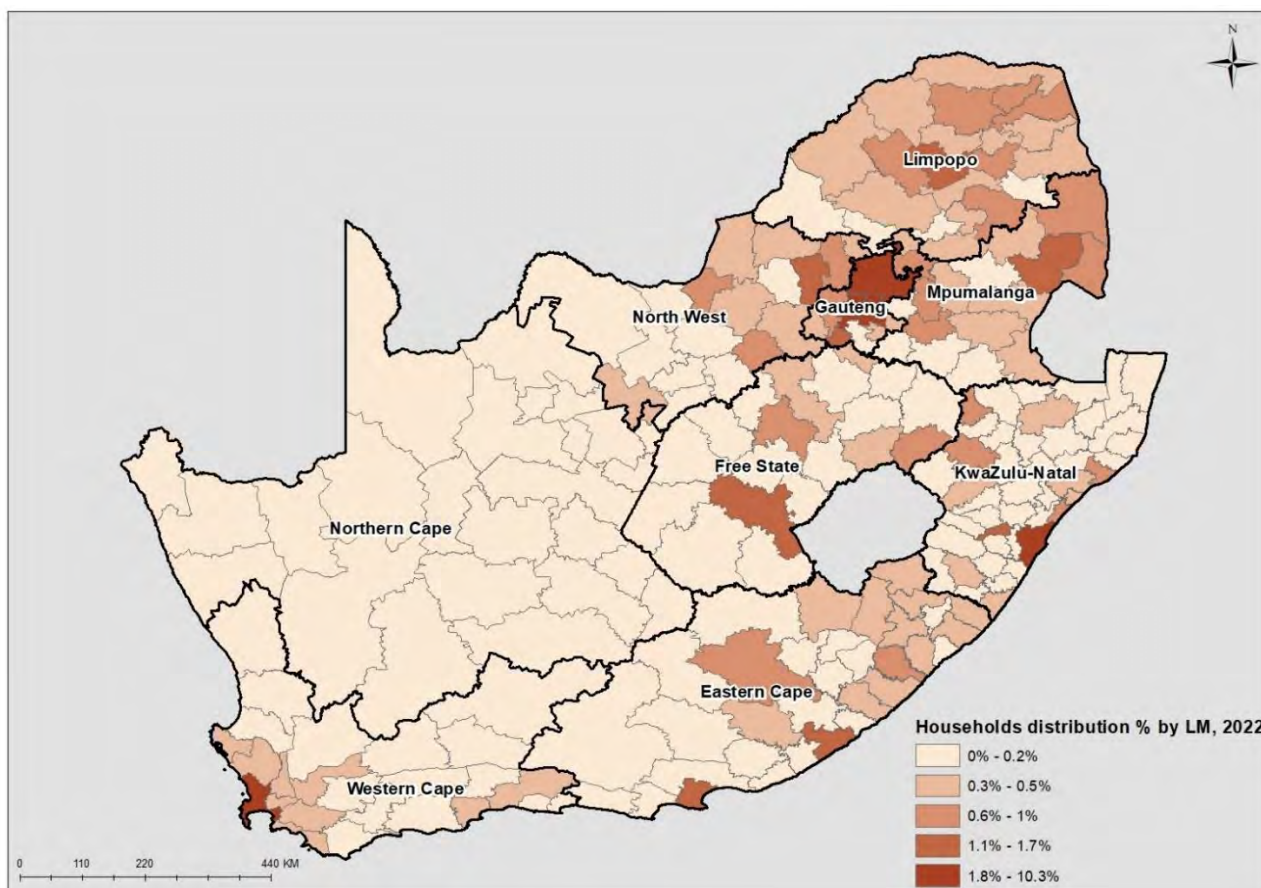 N
Limpopo
Mpumalanga
Gauteng
North West
Free State
KwaZulu-Natal
Northern Cape
Eastern Cape
Western Cape
Households distribution % by LM, 2022
0% - 0.2%
0.3% - 0.5%
0.6% - 1%
1.1% - 1.7%
1.8% - 10.3%
0 110 220 440 KM